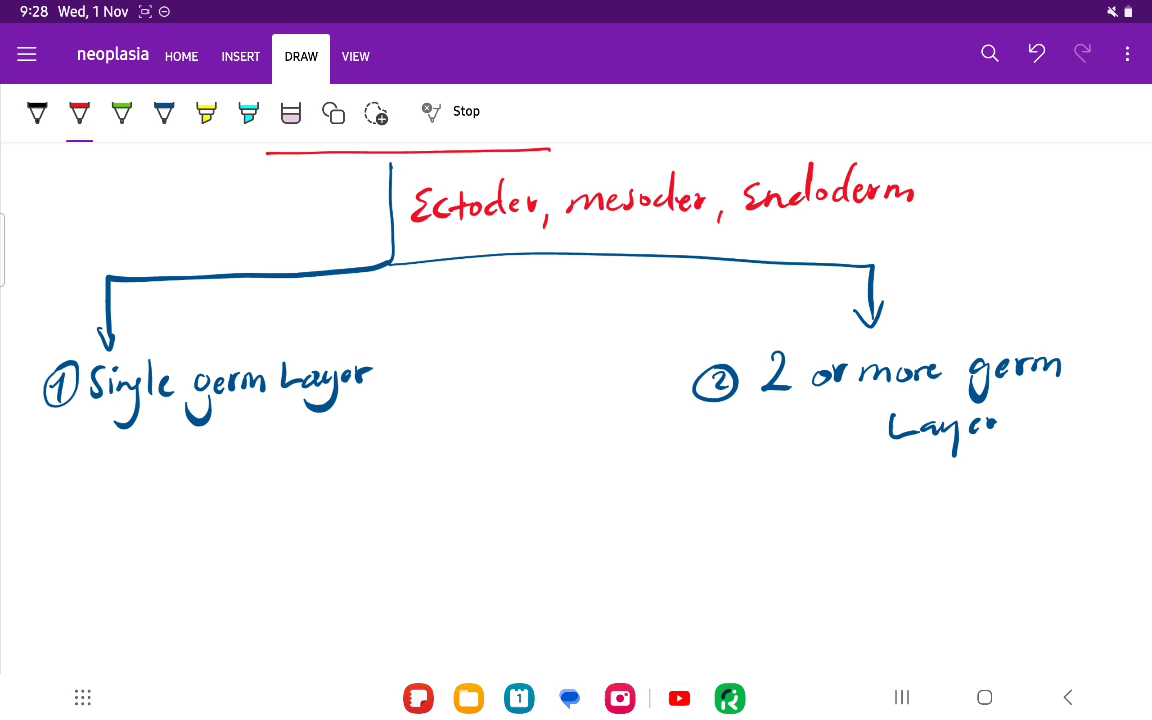 9:28 Wed, 1 Nov
neoplasia HOME INSERT DRAW VIEW
Stop
Ectoder, mesoder, Endoderm
① Single germ Layer
② 2 or more germ
Layer
1